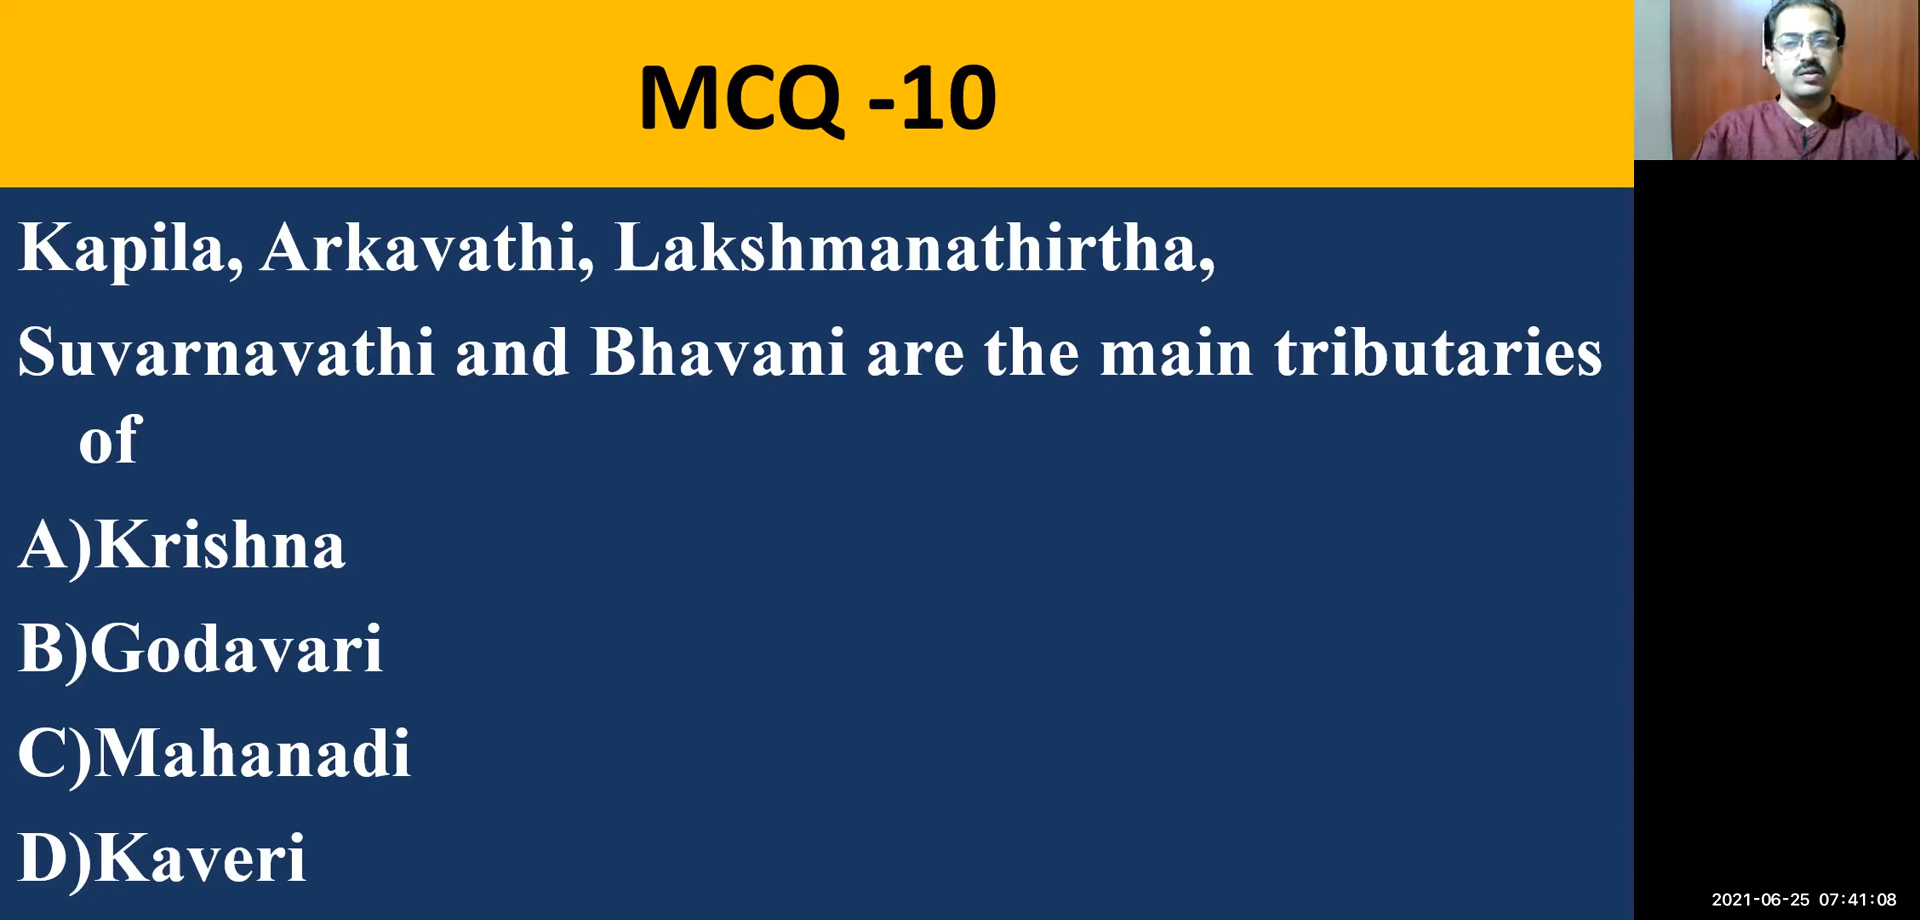 MCQ -10
Kapila, Arkavathi, Lakshmanathirtha,
Suvarnavathi and Bhavani are the main tributaries
of
A)Krishna
B)Godavari
C)Mahanadi
D)Kaveri
2021-06-25 07:41:08